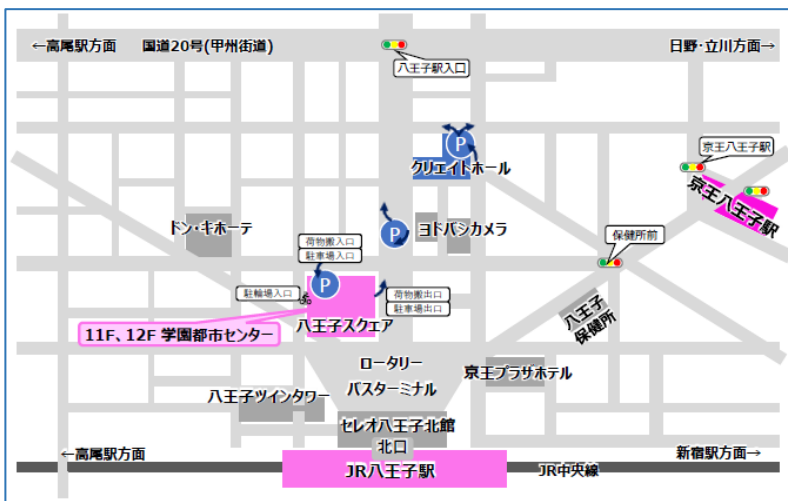 ←高尾駅方面
国道20号(甲州街道)
日野・立川方面→
八王子駅入口
P
クリエイトホール
京王八王子駅
京王八王子駅
ドン・キホーテ
P
ヨドバシカメラ
保健所前
荷物搬入口
駐車場入口
P
駐輪場入口
荷物搬出口
駐車場出口
八王子スクェア
八王子
保健所
11F、12F 学園都市センター
ロータリー
バスターミナル
京王プラザホテル
八王子ツインタワー
セレオ八王子北館
北口
←高尾駅方面
新宿駅方面→
JR八王子駅
JR中央線